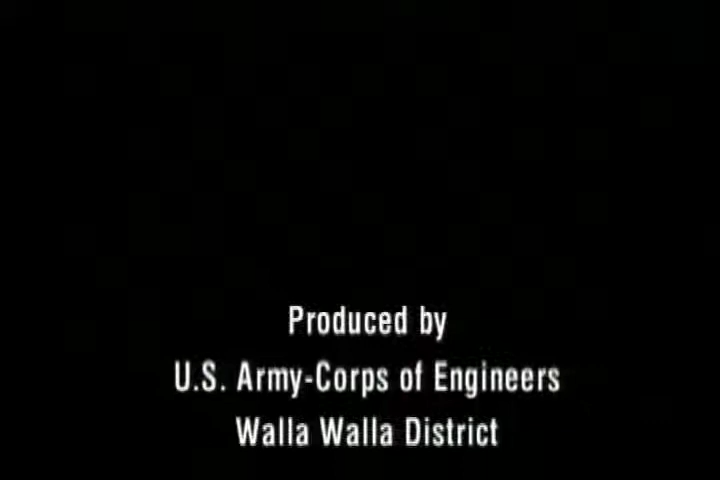 Produced by
U.S. Army-Corps of Engineers
Walla Walla District